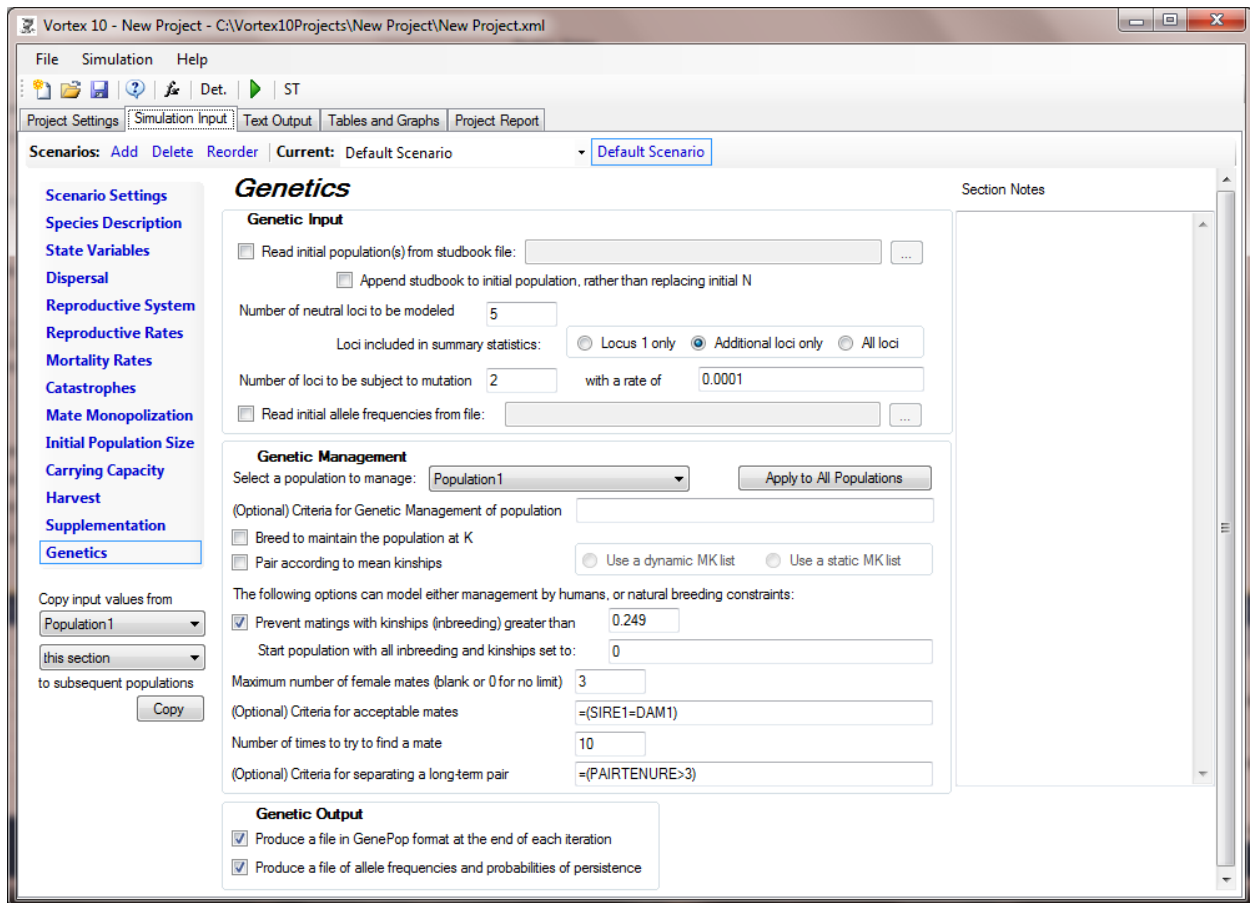 Vortex 10 - New Project - C:\Vortex10Projects\New Project\New Project.xml
File Simulation Help
fx Det. ST
Project Settings Simulation Input Text Output Tables and Graphs Project Report
Scenarios: Add Delete Reorder Current: Default Scenario Default Scenario
Scenario Settings
Species Description
State Variables
Dispersal
Reproductive System
Reproductive Rates
Mortality Rates
Catastrophes
Mate Monopolization
Initial Population Size
Carrying Capacity
Harvest
Supplementation
Genetics
Copy input values from
Population1
this section
to subsequent populations
Copy
Genetics
Genetic Input
Read initial population(s) from studbook file: ...
Append studbook to initial population, rather than replacing initial N
Number of neutral loci to be modeled 5
Loci included in summary statistics: Locus 1 only Additional loci only All loci
Number of loci to be subject to mutation 2 with a rate of 0.0001
Read initial allele frequencies from file: ...
Genetic Management
Select a population to manage: Population1 Apply to All Populations
(Optional) Criteria for Genetic Management of population
Breed to maintain the population at K
Pair according to mean kinships Use a dynamic MK list Use a static MK list
The following options can model either management by humans, or natural breeding constraints:
Prevent matings with kinships (inbreeding) greater than 0.249
Start population with all inbreeding and kinships set to: 0
Maximum number of female mates (blank or 0 for no limit) 3
(Optional) Criteria for acceptable mates =(SIRE1=DAM1)
Number of times to try to find a mate 10
(Optional) Criteria for separating a long-term pair =(PAIRTENURE>3)
Genetic Output
Produce a file in GenePop format at the end of each iteration
Produce a file of allele frequencies and probabilities of persistence
Section Notes